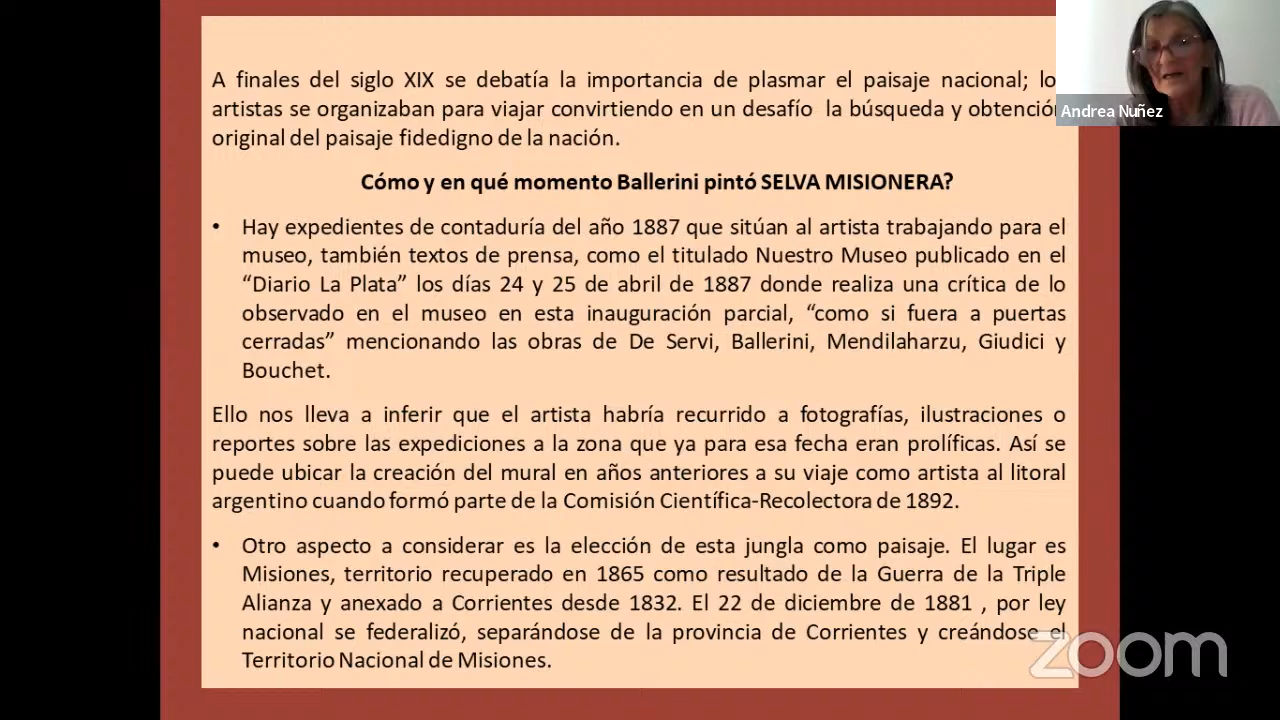 A finales del siglo XIX se debatía la importancia de plasmar el paisaje nacional; lo
artistas se organizaban para viajar convirtiendo en un desafío la búsqueda y obtención
original del paisaje fidedigno de la nación.
Cómo y en qué momento Ballerini pintó SELVA MISIONERA?
• Hay expedientes de contaduría del año 1887 que sitúan al artista trabajando para el
museo, también textos de prensa, como el titulado Nuestro Museo publicado en el
“Diario La Plata” los días 24 y 25 de abril de 1887 donde realiza una crítica de lo
observado en el museo en esta inauguración parcial, “como si fuera a puertas
cerradas” mencionando las obras de De Servi, Ballerini, Mendilaharzu, Giudici y
Bouchet.
Ello nos lleva a inferir que el artista habría recurrido a fotografías, ilustraciones o
reportes sobre las expediciones a la zona que ya para esa fecha eran prolíficas. Así se
puede ubicar la creación del mural en años anteriores a su viaje como artista al litoral
argentino cuando formó parte de la Comisión Científica-Recolectora de 1892.
• Otro aspecto a considerar es la elección de esta jungla como paisaje. El lugar es
Misiones, territorio recuperado en 1865 como resultado de la Guerra de la Triple
Alianza y anexado a Corrientes desde 1832. El 22 de diciembre de 1881 , por ley
nacional se federalizó, separándose de la provincia de Corrientes y creándose el
Territorio Nacional de Misiones.
Andrea Nuñez
zoom